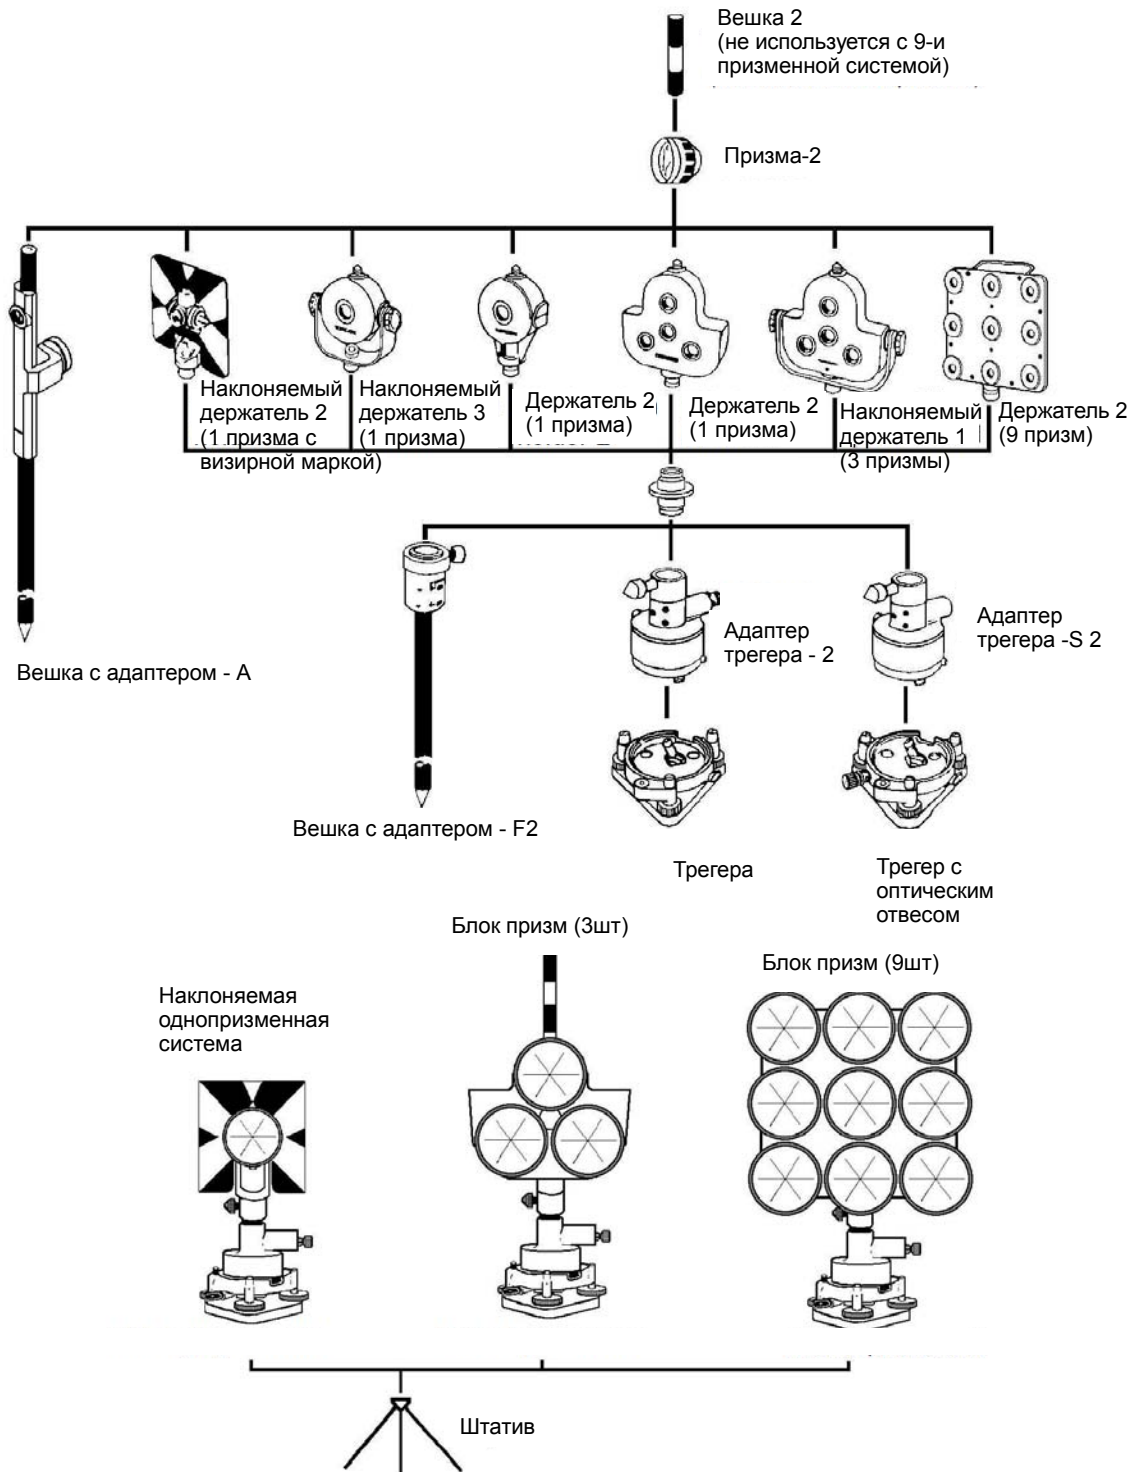 Вешка 2
(не используется с 9-и
призменной системой)
Призма-2
Наклоняемый
держатель 2
(1 призма с
визирной маркой)
Наклоняемый
держатель 3
(1 призма)
Держатель 2
(1 призма)
Держатель 2
(1 призма)
Наклоняемый
держатель 1
(3 призмы)
Держатель 2
(9 призм)
Вешка с адаптером - А
Адаптер
трегера - 2
Адаптер
трегера -S 2
Вешка с адаптером - F2
Трегера
Трегер с
оптическим
отвесом
Блок призм (3шт)
Блок призм (9шт)
Наклоняемая
однопризменная
система
Штатив